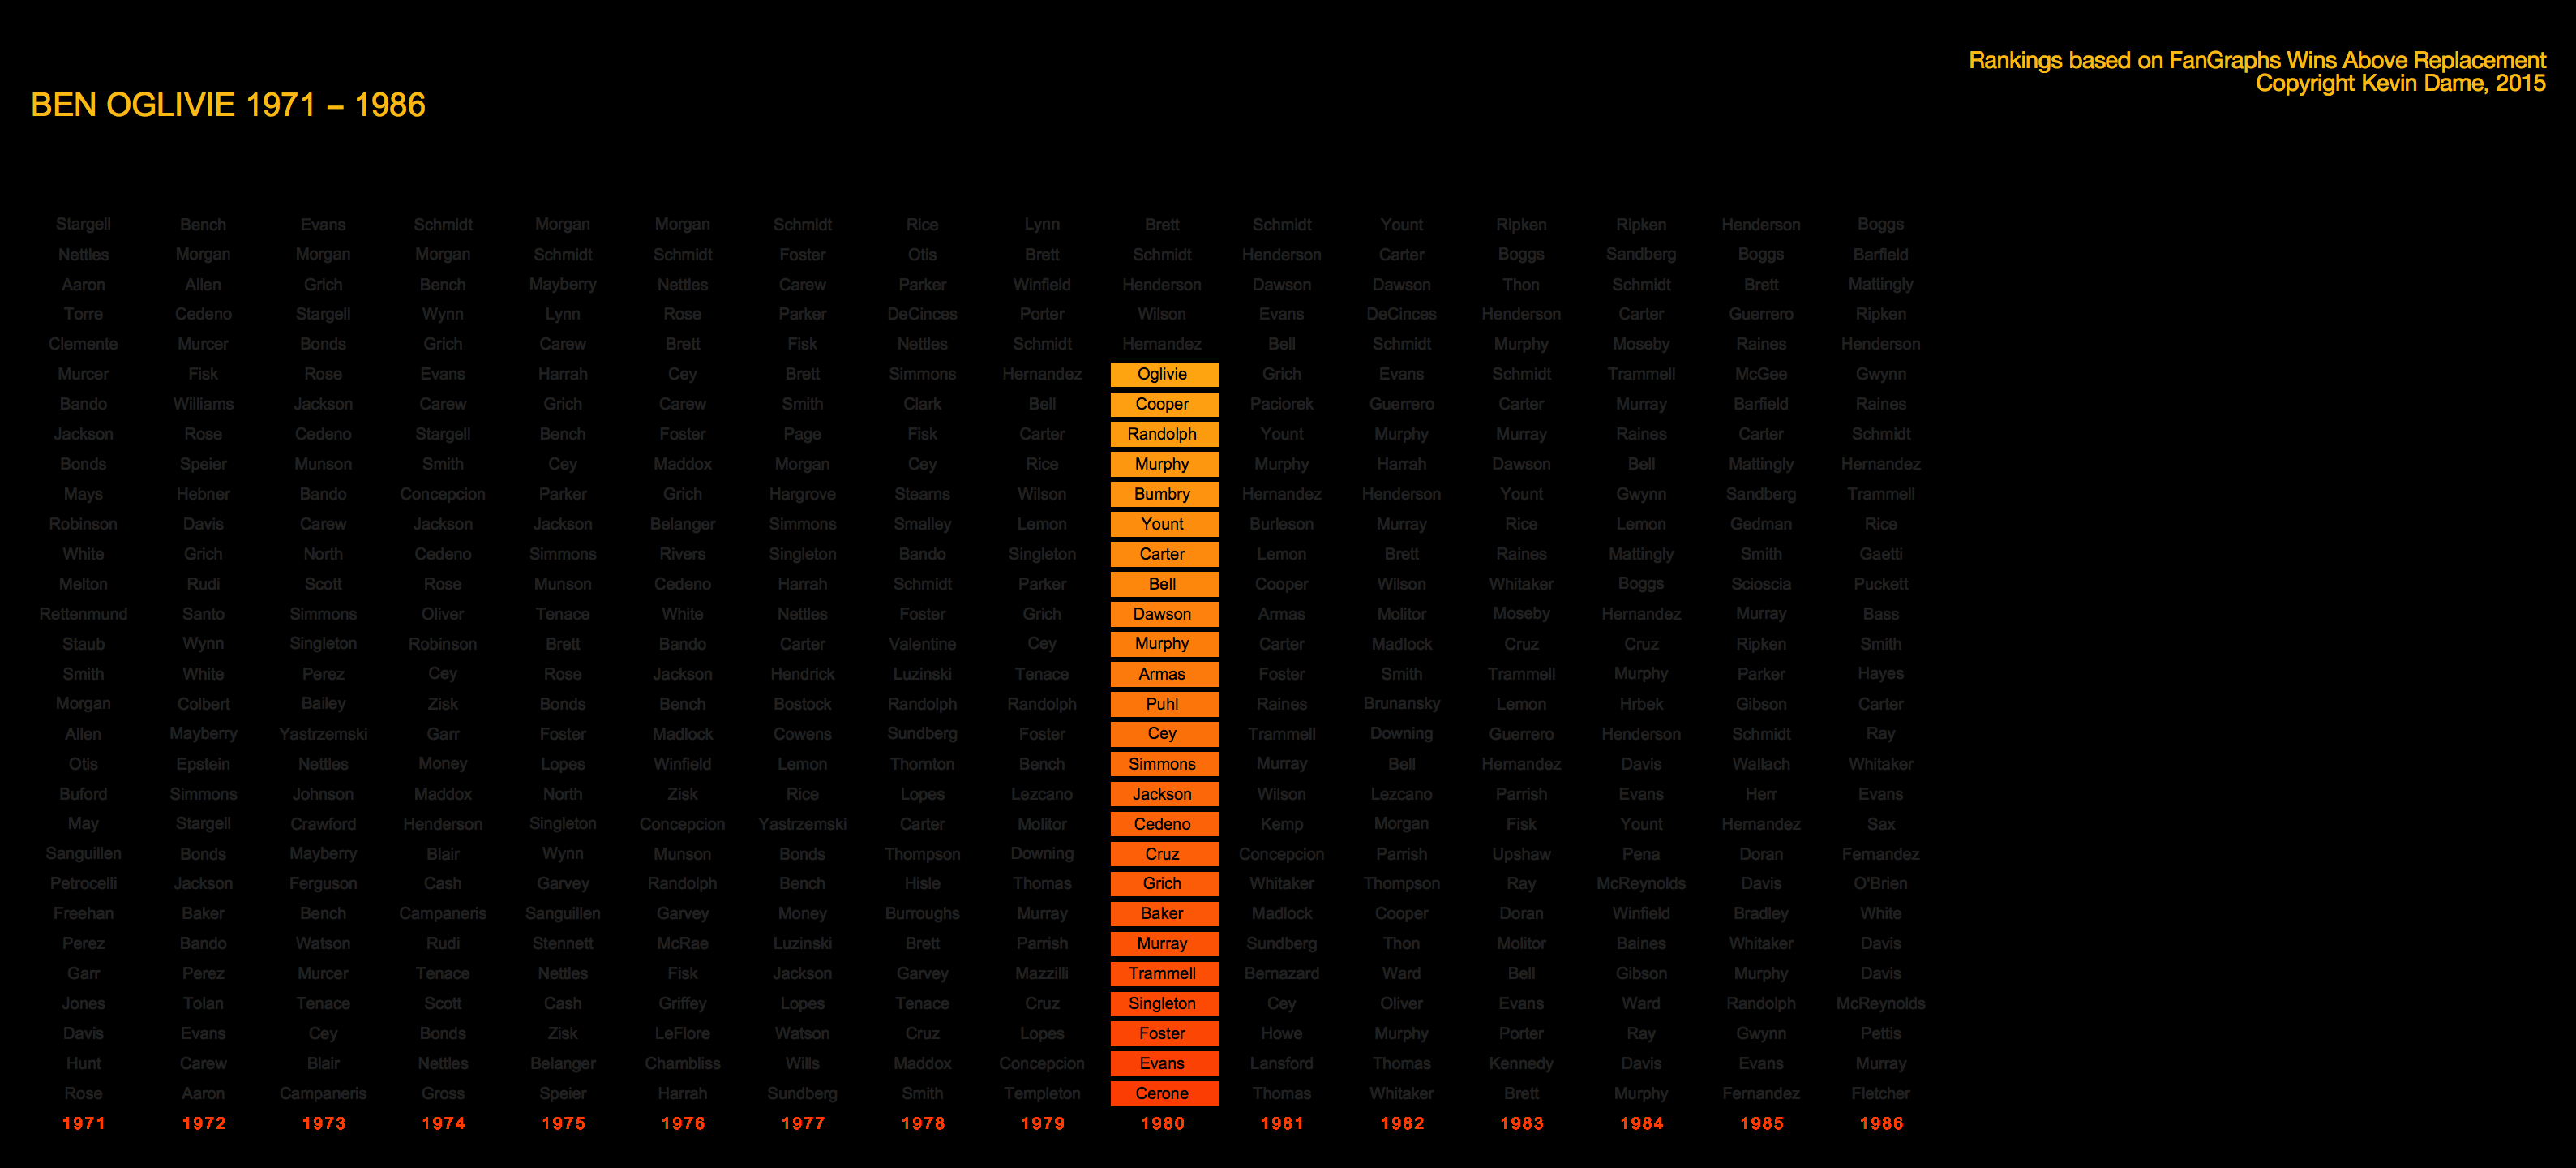 Rankings based on FanGraphs Wins Above Replacement
Copyright Kevin Dame, 2015
BEN OGLIVIE 1971 – 1986
Stargell Bench Evans Schmidt Morgan Morgan Schmidt Rice Lynn Brett Schmidt Yount Ripken Ripken Henderson Boggs
Nettles Morgan Morgan Morgan Schmidt Schmidt Foster Otis Brett Schmidt Henderson Carter Boggs Sandberg Boggs Barfield
Aaron Allen Grich Bench Mayberry Nettles Carew Parker Winfield Henderson Dawson Dawson Thon Schmidt Brett Mattingly
Torre Cedeno Stargell Wynn Lynn Rose Parker DeCinces Porter Wilson Evans DeCinces Henderson Carter Guerrero Ripken
Clemente Murcer Bonds Grich Carew Brett Fisk Nettles Schmidt Hernandez Bell Schmidt Murphy Moseby Raines Henderson
Murcer Fisk Rose Evans Harrah Cey Brett Simmons Hernandez Oglivie Grich Evans Schmidt Trammell McGee Gwynn
Bando Williams Jackson Carew Grich Carew Smith Clark Bell Cooper Paciorek Guerrero Carter Murray Barfield Raines
Jackson Rose Cedeno Stargell Bench Foster Page Fisk Carter Randolph Yount Murphy Murray Raines Carter Schmidt
Bonds Speier Munson Smith Cey Maddox Morgan Cey Rice Murphy Murphy Harrah Dawson Bell Mattingly Hernandez
Mays Hebner Bando Concepcion Parker Grich Hargrove Stearns Wilson Bumbry Hernandez Henderson Yount Gwynn Sandberg Trammell
Robinson Davis Carew Jackson Jackson Belanger Simmons Smalley Lemon Yount Burleson Murray Rice Lemon Gedman Rice
White Grich North Cedeno Simmons Rivers Singleton Bando Singleton Carter Lemon Brett Raines Mattingly Smith Gaetti
Melton Rudi Scott Rose Munson Cedeno Harrah Schmidt Parker Bell Cooper Wilson Whitaker Boggs Scioscia Puckett
Rettenmund Santo Simmons Oliver Tenace White Nettles Foster Grich Dawson Armas Molitor Moseby Hernandez Murray Bass
Staub Wynn Singleton Robinson Brett Bando Carter Valentine Cey Murphy Carter Madlock Cruz Cruz Ripken Smith
Smith White Perez Cey Rose Jackson Hendrick Luzinski Tenace Armas Foster Smith Trammell Murphy Parker Hayes
Morgan Colbert Bailey Zisk Bonds Bench Bostock Randolph Randolph Puhl Raines Brunansky Lemon Hrbek Gibson Carter
Allen Mayberry Yastrzemski Garr Foster Madlock Cowens Sundberg Foster Cey Trammell Downing Guerrero Henderson Schmidt Ray
Otis Epstein Nettles Money Lopes Winfield Lemon Thornton Bench Simmons Murray Bell Hernandez Davis Wallach Whitaker
Buford Simmons Johnson Maddox North Zisk Rice Lopes Lezcano Jackson Wilson Lezcano Parrish Evans Herr Evans
May Stargell Crawford Henderson Singleton Concepcion Yastrzemski Carter Molitor Cedeno Kemp Morgan Fisk Yount Hernandez Sax
Sanguillen Bonds Mayberry Blair Wynn Munson Bonds Thompson Downing Cruz Concepcion Parrish Upshaw Pena Doran Fernandez
Petrocelli Jackson Ferguson Cash Garvey Randolph Bench Hisle Thomas Grich Whitaker Thompson Ray McReynolds Davis O'Brien
Freehan Baker Bench Campaneris Sanguillen Garvey Money Burroughs Murray Baker Madlock Cooper Doran Winfield Bradley White
Perez Bando Watson Rudi Stennett McRae Luzinski Brett Parrish Murray Sundberg Thon Molitor Baines Whitaker Davis
Garr Perez Murcer Tenace Nettles Fisk Jackson Garvey Mazzilli Trammell Bernazard Ward Bell Gibson Murphy Davis
Jones Tolan Tenace Scott Cash Griffey Lopes Tenace Cruz Singleton Cey Oliver Evans Ward Randolph McReynolds
Davis Evans Cey Bonds Zisk LeFlore Watson Cruz Lopes Foster Howe Murphy Porter Ray Gwynn Pettis
Hunt Carew Blair Nettles Belanger Chambliss Wills Maddox Concepcion Evans Lansford Thomas Kennedy Davis Evans Murray
Rose Aaron Campaneris Gross Speier Harrah Sundberg Smith Templeton Cerone Thomas Whitaker Brett Murphy Fernandez Fletcher
1971 1972 1973 1974 1975 1976 1977 1978 1979 1980 1981 1982 1983 1984 1985 1986